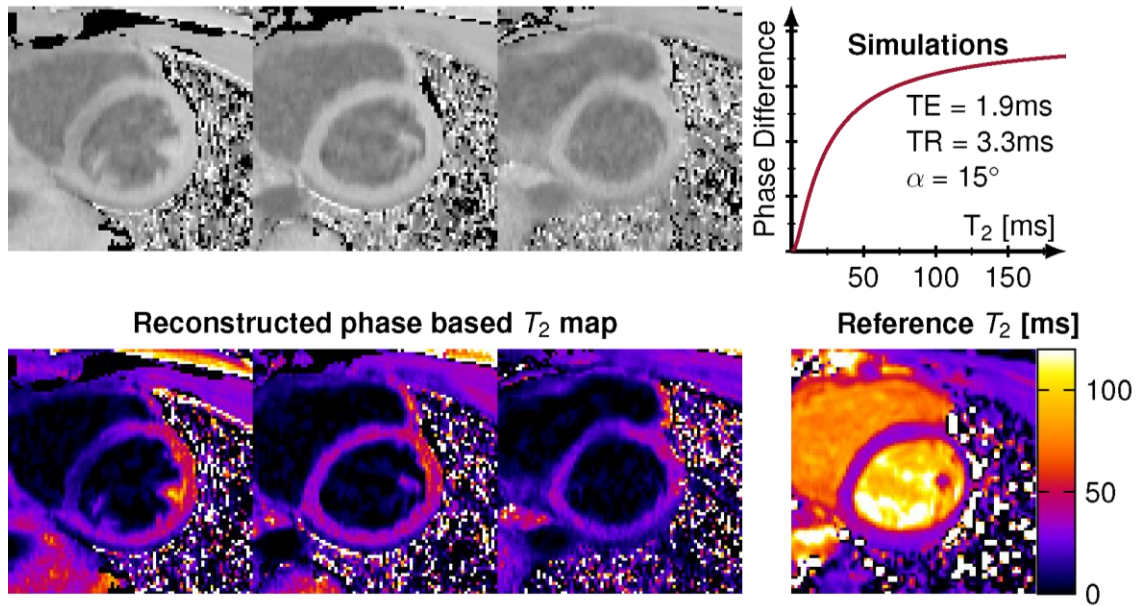 Phase Difference
Simulations
TE = 1.9ms
TR = 3.3ms
α = 15°
T₂ [ms]
50 100 150
Reconstructed phase based T₂ map
Reference T₂ [ms]
100
50
0